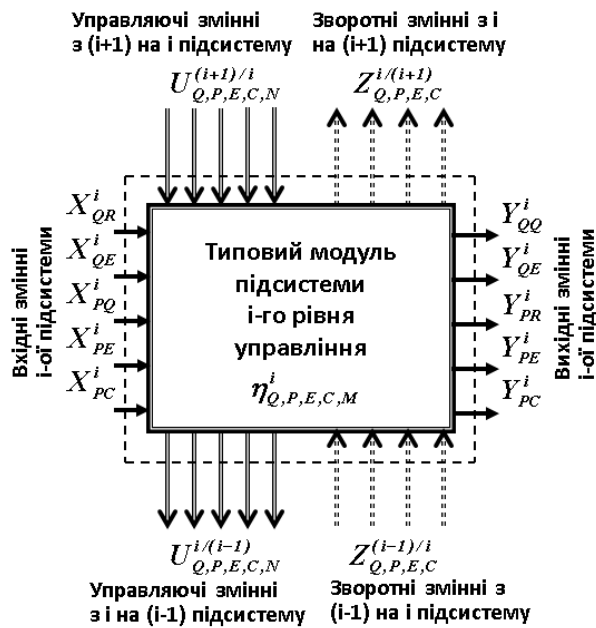 Управляючі змінні
з (i+1) на і підсистему
U^{(i+1)/i}_{Q,P,E,C,N}
Зворотні змінні з і
на (i+1) підсистему
Z^{i/(i+1)}_{Q,P,E,C}
Вхідні змінні
і-ої підсистеми
X^i_{QR}
X^i_{QE}
X^i_{PQ}
X^i_{PE}
X^i_{PC}
Типовий модуль
підсистеми
і-го рівня
управління
η^i_{Q,P,E,C,M}
Y^i_{QQ}
Y^i_{QE}
Y^i_{PR}
Y^i_{PE}
Y^i_{PC}
Вихідні змінні
і-ої підсистеми
U^{i/(i-1)}_{Q,P,E,C,N}
Управляючі змінні
з і на (i-1) підсистему
Z^{(i-1)/i}_{Q,P,E,C}
Зворотні змінні з
(i-1) на і підсистему